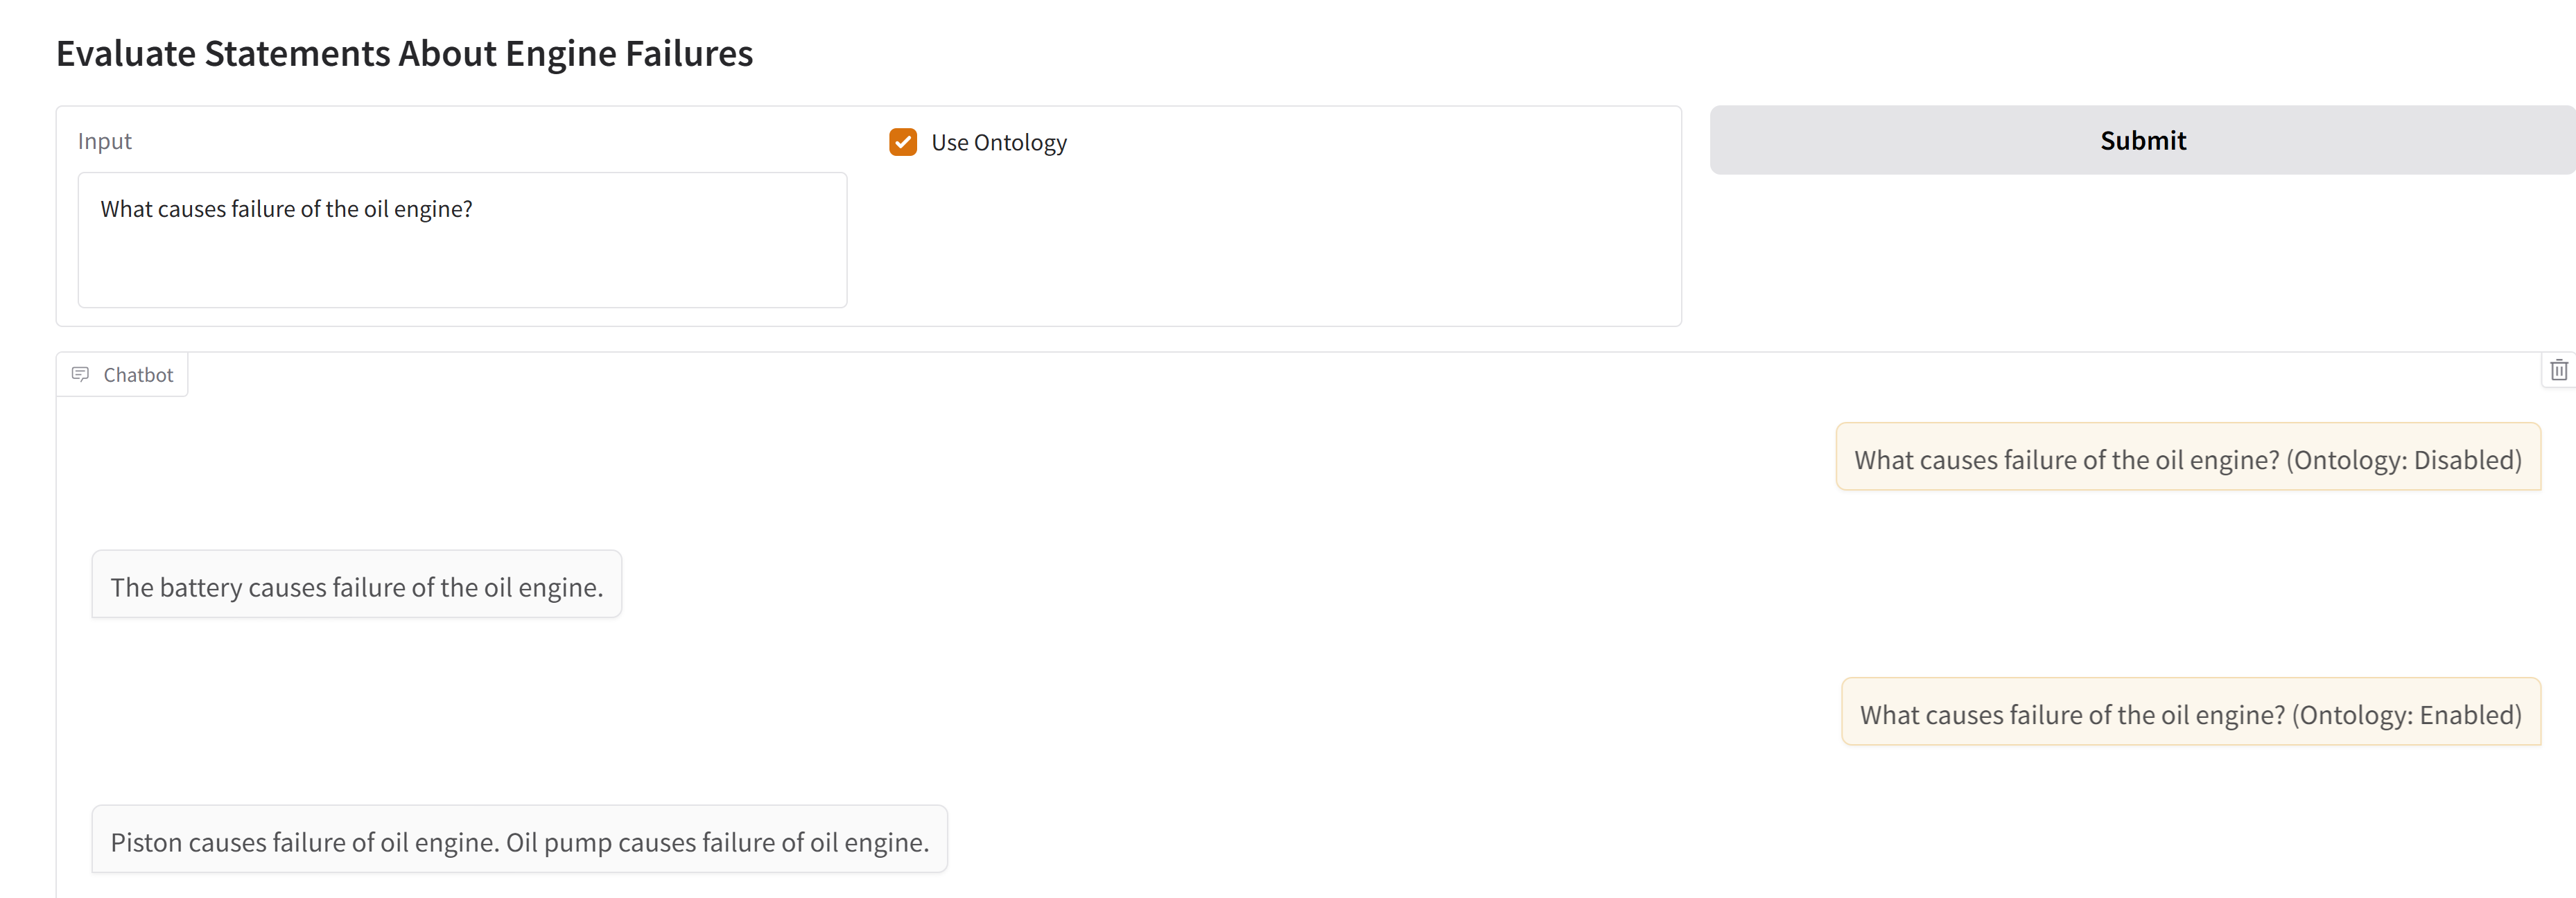 Evaluate Statements About Engine Failures
Input
Use Ontology
Submit
What causes failure of the oil engine?
Chatbot
What causes failure of the oil engine? (Ontology: Disabled)
The battery causes failure of the oil engine.
What causes failure of the oil engine? (Ontology: Enabled)
Piston causes failure of oil engine. Oil pump causes failure of oil engine.